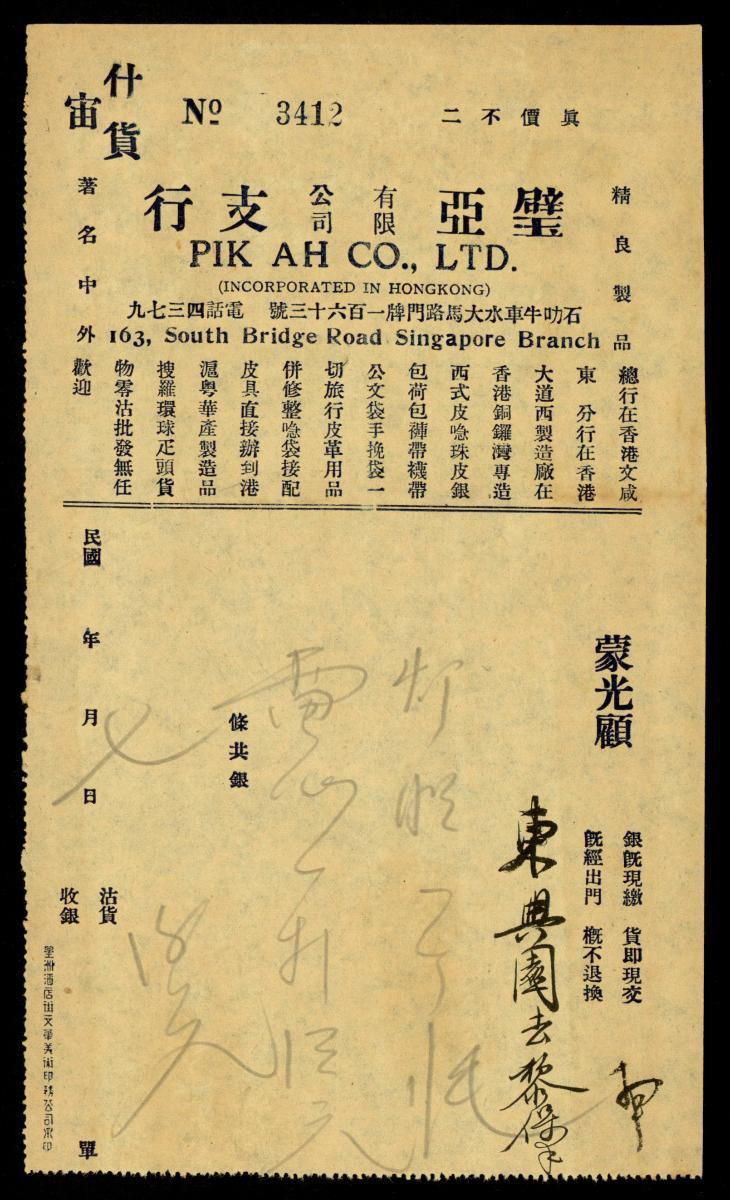 什貨
宙
Nº 3412
眞價不二
精良製品
璧亞有限公司支行
PIK AH CO., LTD.
(INCORPORATED IN HONGKONG)
石叻牛車水大馬路門牌一百六十三號 電話四三七九
163, South Bridge Road Singapore Branch
著名中外
總行在香港文咸
東 分行在香港
大道西製造廠在
香港銅鑼灣専造
西式皮喼珠皮銀
包荷包褲帶襪帶
公文袋手挽袋一
切旅行皮革用品
併修整喼袋接配
皮具直接辦到港
滬粤華產製造品
搜羅環球疋頭貨
物零沽批發無任
歡迎
蒙光顧
銀旣現繳 貨即現交
旣經出門 概不退換
東興園去黎
條共銀
民國 年 月 日
沽貨
收銀
單